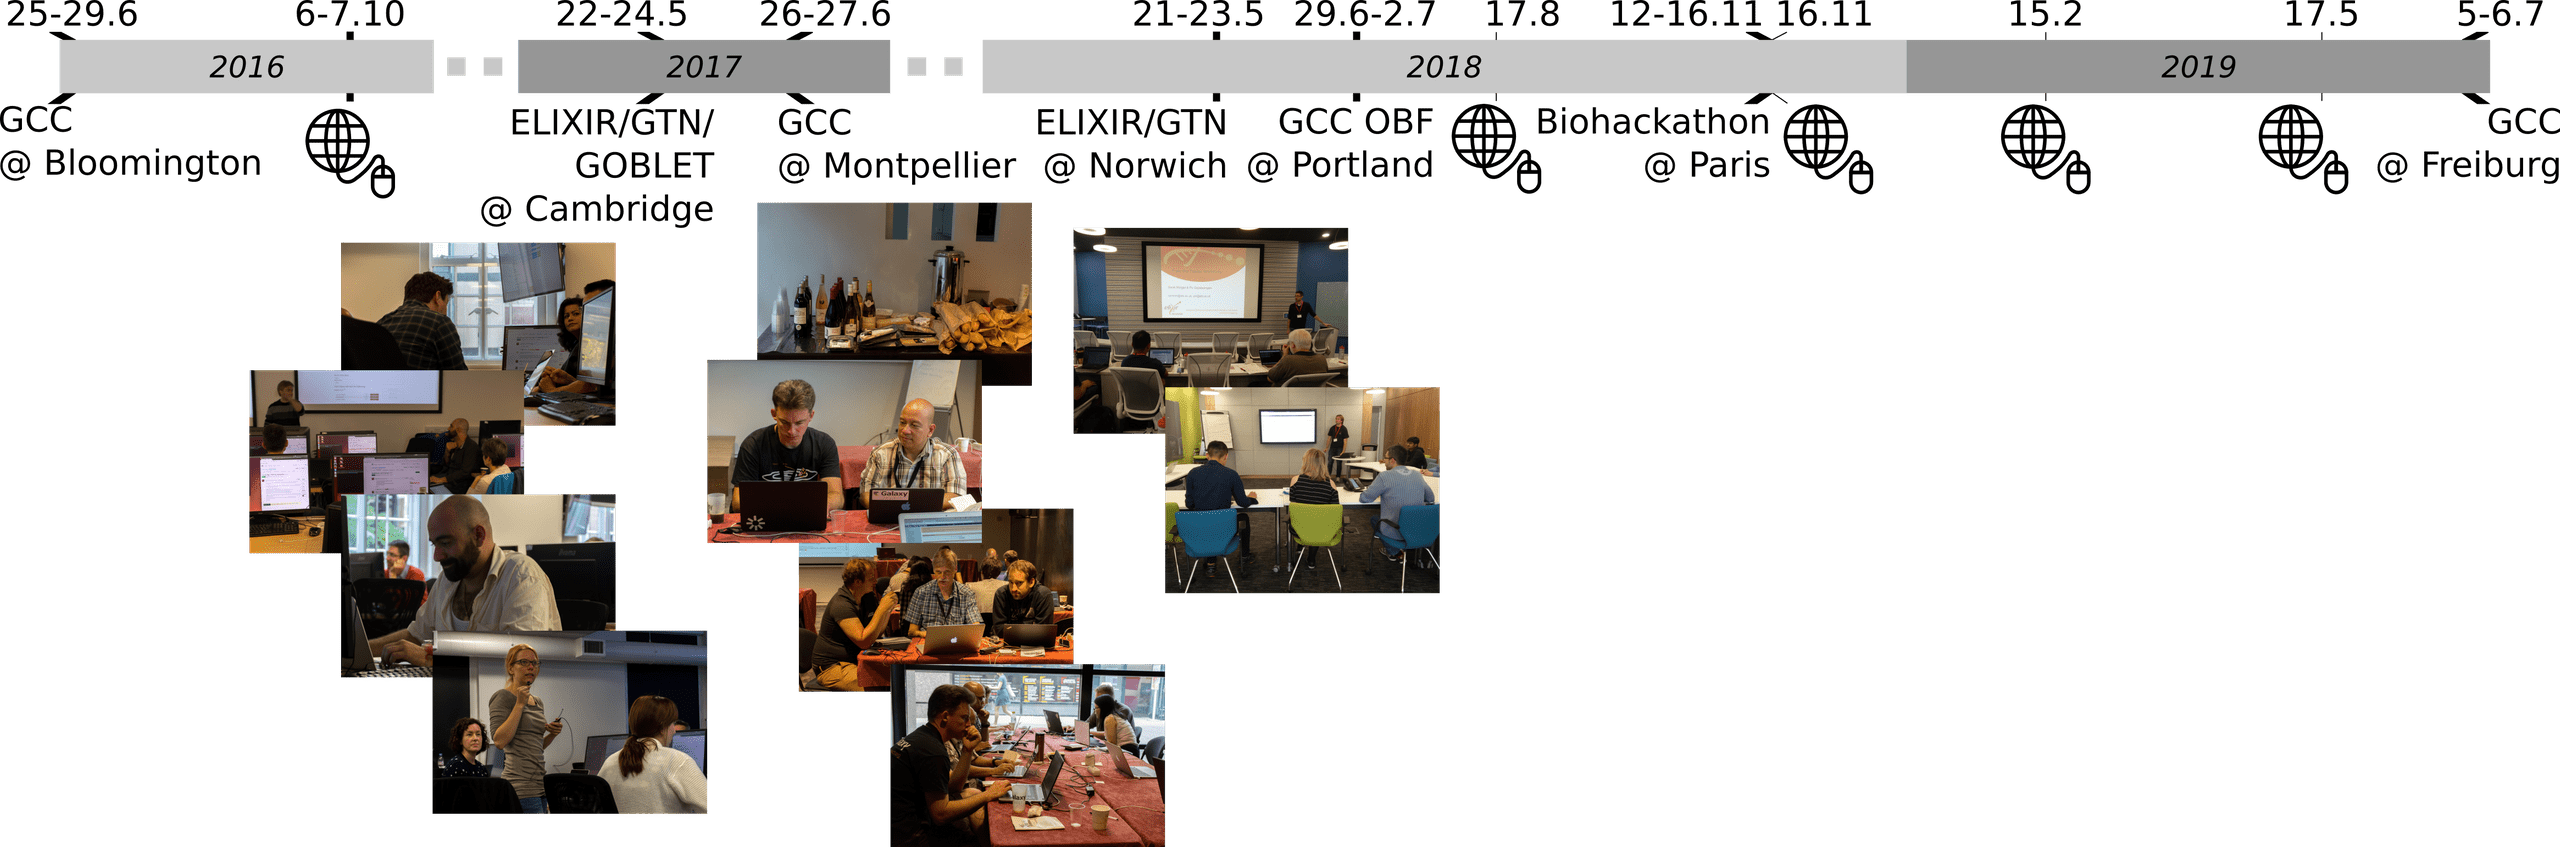 25-29.6 6-7.10 22-24.5 26-27.6 21-23.5 29.6-2.7 17.8 12-16.11 16.11 15.2 17.5 5-6.7
2016 2017 2018 2019
GCC
@ Bloomington
ELIXIR/GTN/
GOBLET
@ Cambridge
GCC
@ Montpellier
ELIXIR/GTN
@ Norwich
GCC OBF
@ Portland
Biohackathon
@ Paris
GCC
@ Freiburg
Galaxy